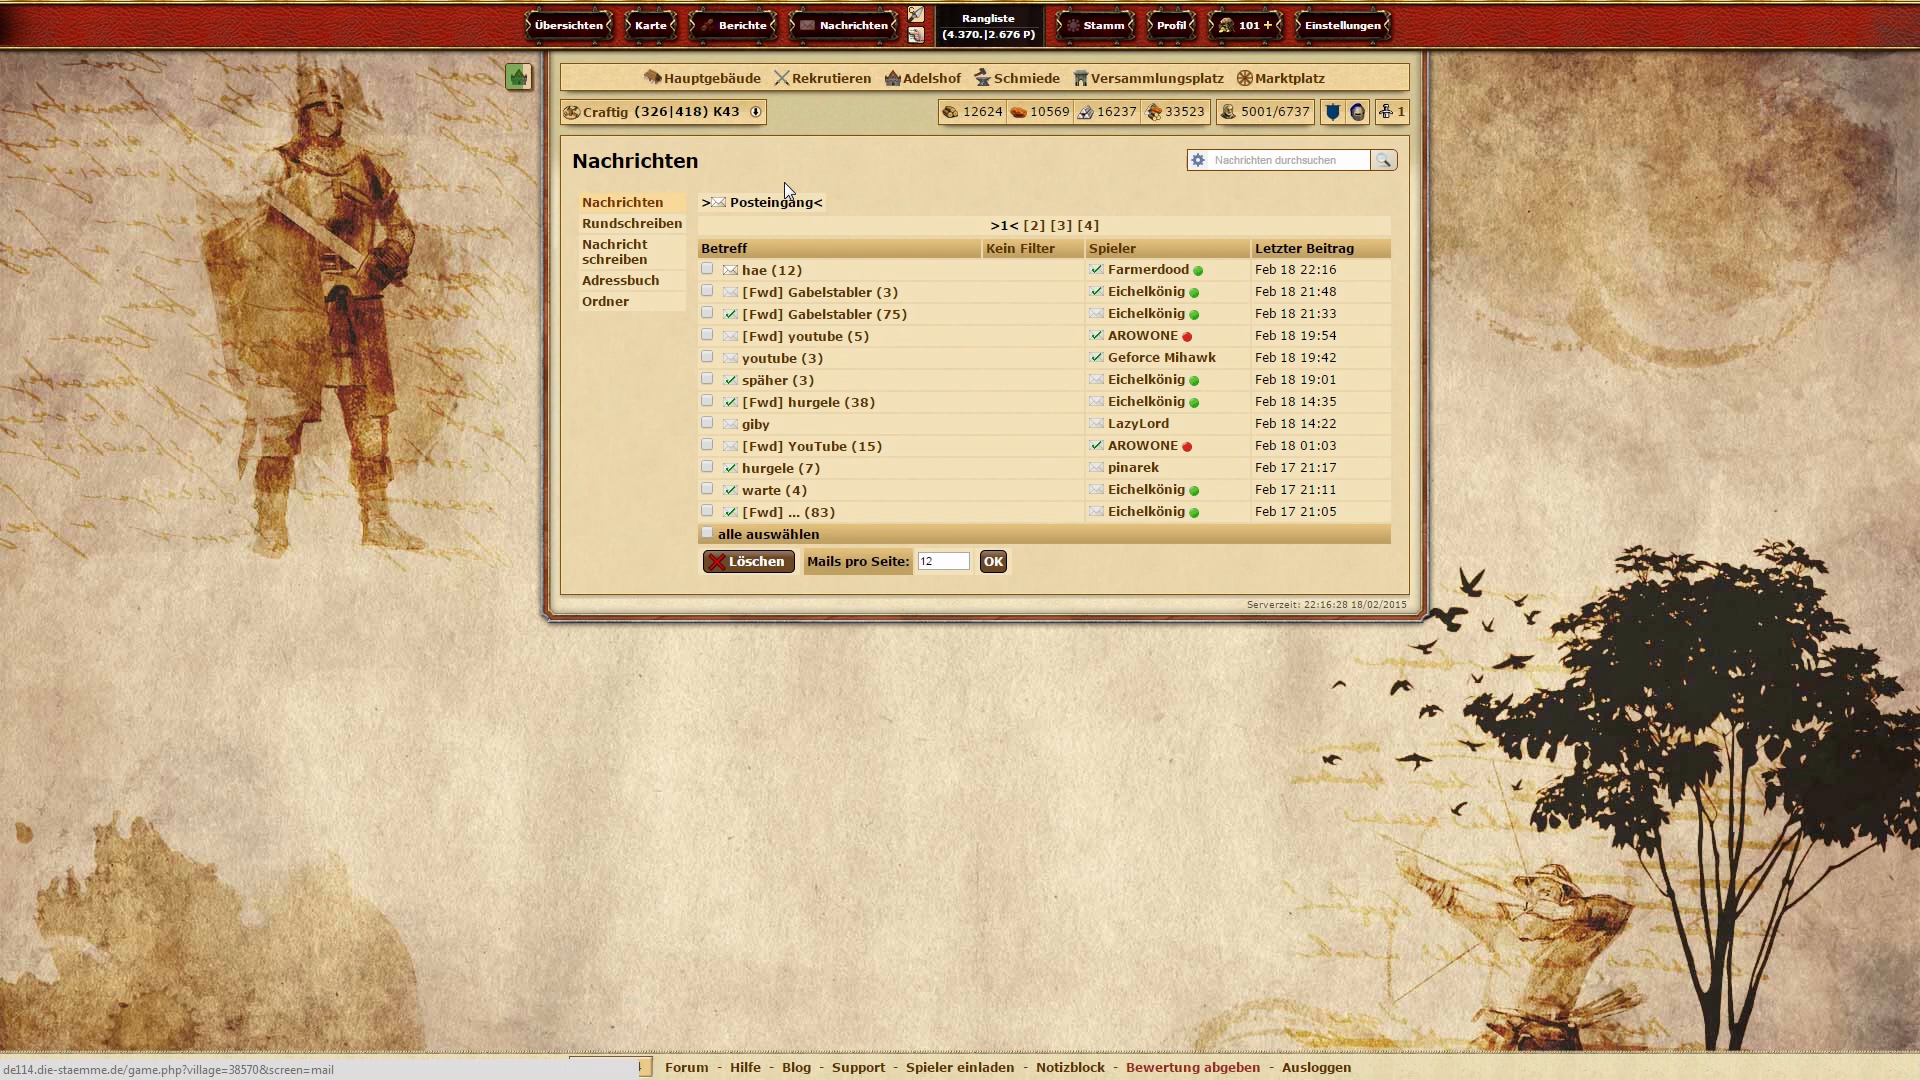 Übersichten Karte Berichte Nachrichten Rangliste Stamm Profil 101 + Einstellungen
(4.370.|2.676 P)
Hauptgebäude Rekrutieren Adelshof Schmiede Versammlungsplatz Marktplatz
Craftig (326|418) K43 12624 10569 16237 33523 5001/6737 1
Nachrichten Nachrichten durchsuchen
Nachrichten
Rundschreiben
Nachricht schreiben
Adressbuch
Ordner
> Posteingang<
>1< [2] [3] [4]
Betreff Kein Filter Spieler Letzter Beitrag
hae (12) Farmerdood Feb 18 22:16
[Fwd] Gabelstabler (3) Eichelkönig Feb 18 21:48
[Fwd] Gabelstabler (75) Eichelkönig Feb 18 21:33
[Fwd] youtube (5) AROWONE Feb 18 19:54
youtube (3) Geforce Mihawk Feb 18 19:42
späher (3) Eichelkönig Feb 18 19:01
[Fwd] hurgele (38) Eichelkönig Feb 18 14:35
giby LazyLord Feb 18 14:22
[Fwd] YouTube (15) AROWONE Feb 18 01:03
hurgele (7) pinarek Feb 17 21:17
warte (4) Eichelkönig Feb 17 21:11
[Fwd] ... (83) Eichelkönig Feb 17 21:05
alle auswählen
Löschen Mails pro Seite: 12 OK
Serverzeit: 22:16:28 18/02/2015
de114.die-staemme.de/game.php?village=38570&screen=mail
Forum - Hilfe - Blog - Support - Spieler einladen - Notizblock - Bewertung abgeben - Ausloggen